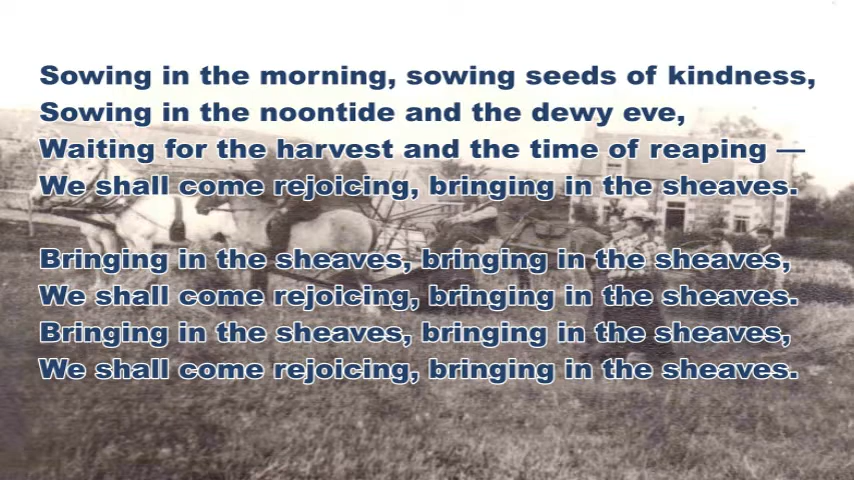 Sowing in the morning, sowing seeds of kindness,
Sowing in the noontide and the dewy eve,
Waiting for the harvest and the time of reaping —
We shall come rejoicing, bringing in the sheaves.
Bringing in the sheaves, bringing in the sheaves,
We shall come rejoicing, bringing in the sheaves.
Bringing in the sheaves, bringing in the sheaves,
We shall come rejoicing, bringing in the sheaves.